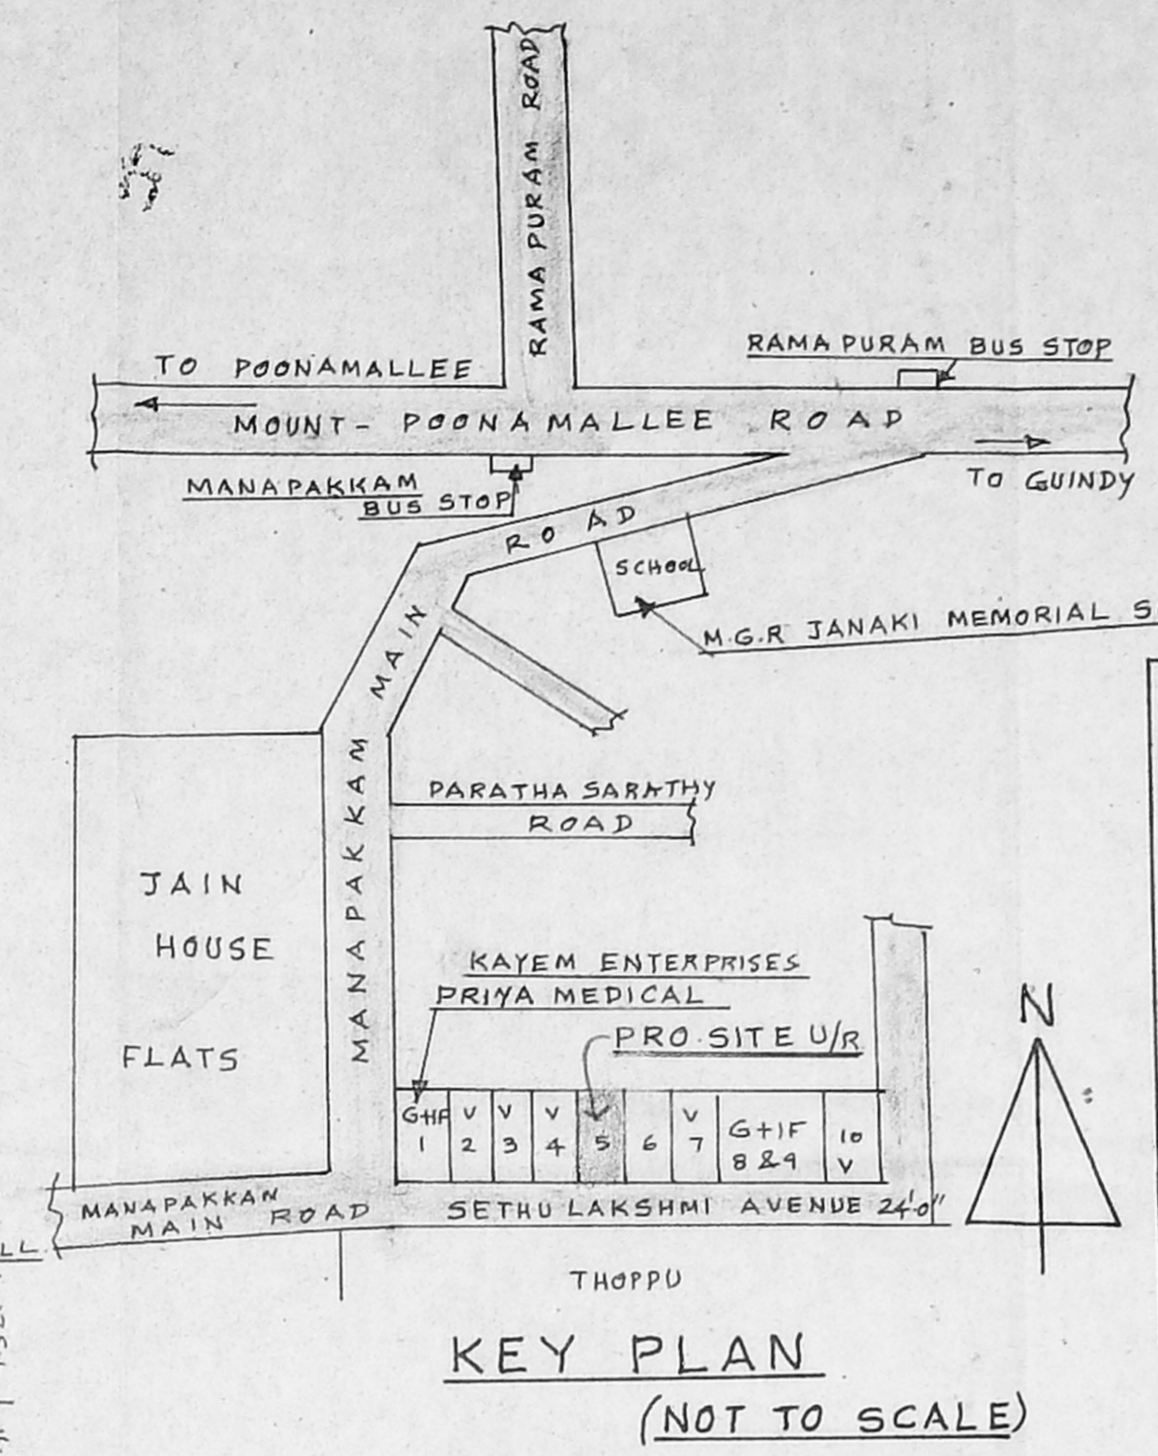 RAMA PURAM ROAD
RAMA PURAM BUS STOP
TO POONAMALLEE
MOUNT - POONAMALLEE ROAD
TO GUINDY
MANAPAKKAM
BUS STOP
ROAD
SCHOOL
M.G.R JANAKI MEMORIAL S
MAIN
MANAPAKKAM
PARATHA SARATHY
ROAD
JAIN
HOUSE
FLATS
KAYEM ENTERPRISES
PRIYA MEDICAL
PRO.SITE U/R
N
G+1F
1
V
2
V
3
V
4
5
6
V
7
G+1F
8 & 9
10
V
MANAPAKKAN
MAIN ROAD
SETHU LAKSHMI AVENUE 24'-0"
LL
THOPPU
KEY PLAN
(NOT TO SCALE)